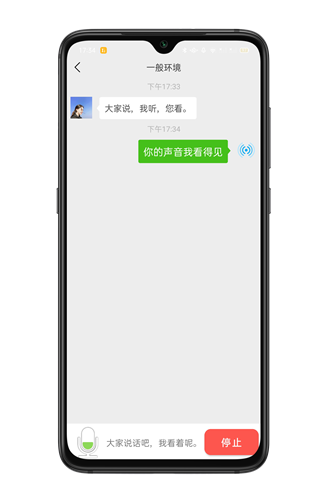 17:34
一般环境
下午17:33
大家说，我听，您看。
下午17:34
你的声音我看得见
大家说话吧，我看着呢。
停止